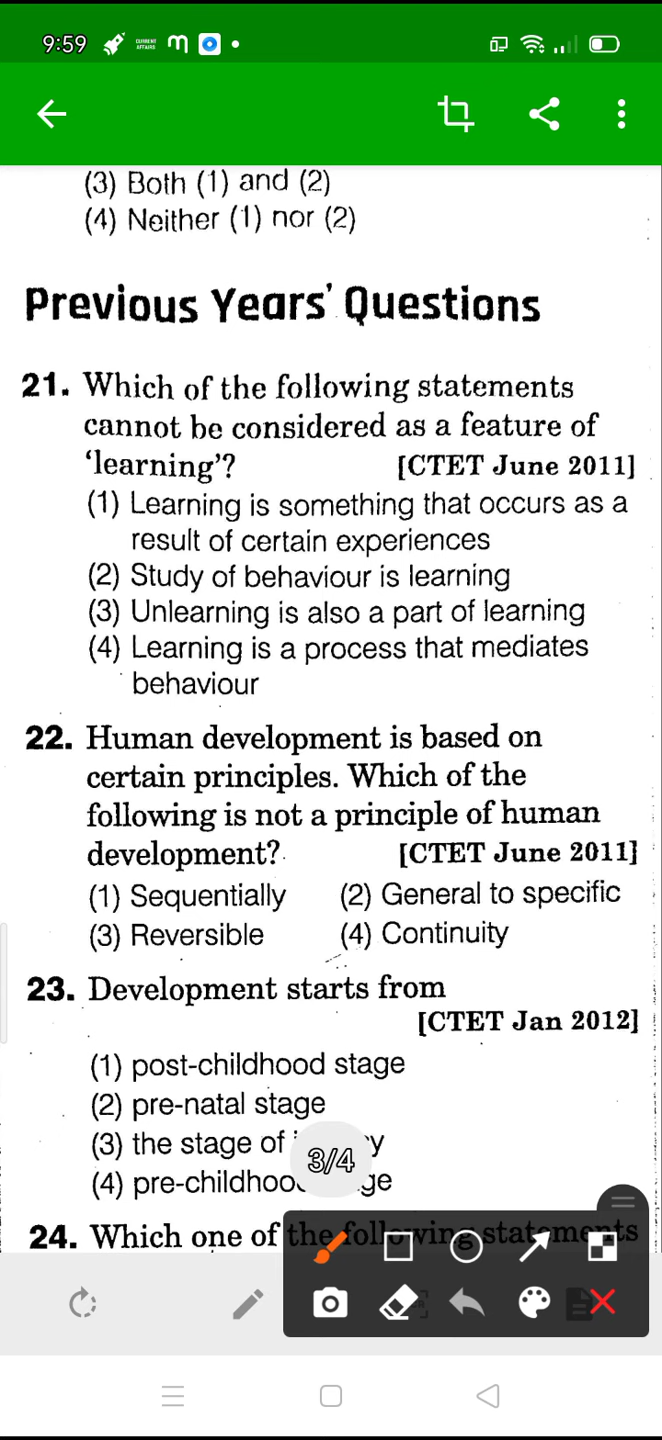 9:59
CURRENT
AFFAIRS
(3) Both (1) and (2)
(4) Neither (1) nor (2)
Previous Years' Questions
21. Which of the following statements
cannot be considered as a feature of
‘learning’? [CTET June 2011]
(1) Learning is something that occurs as a
result of certain experiences
(2) Study of behaviour is learning
(3) Unlearning is also a part of learning
(4) Learning is a process that mediates
behaviour
22. Human development is based on
certain principles. Which of the
following is not a principle of human
development? [CTET June 2011]
(1) Sequentially (2) General to specific
(3) Reversible (4) Continuity
23. Development starts from
[CTET Jan 2012]
(1) post-childhood stage
(2) pre-natal stage
(3) the stage of
3/4
(4)
24. Which one of the following statements